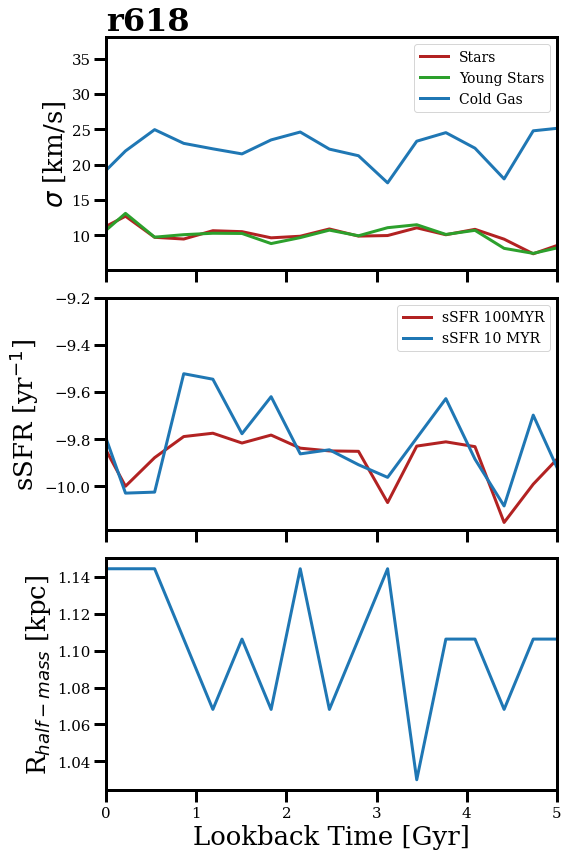 r618
σ [km/s]
35
30
25
20
15
10
Stars
Young Stars
Cold Gas
sSFR [yr⁻¹]
−9.2
−9.4
−9.6
−9.8
−10.0
sSFR 100MYR
sSFR 10 MYR
R_{half−mass} [kpc]
1.14
1.12
1.10
1.08
1.06
1.04
0 1 2 3 4 5
Lookback Time [Gyr]